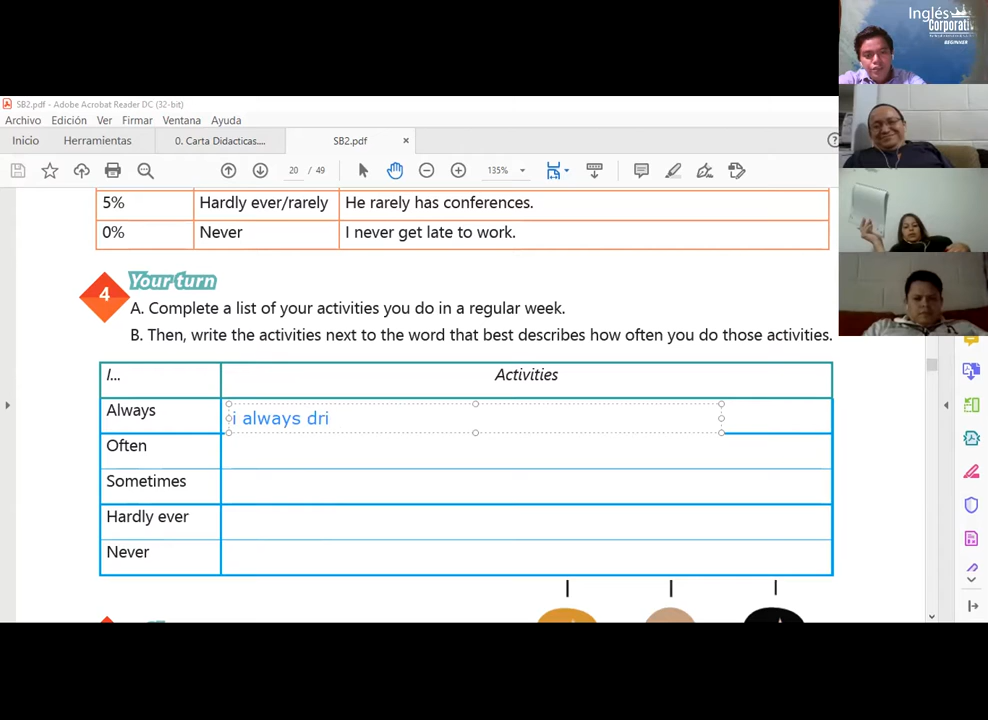 Inglés
Corporativ
BEGINNER
SB2.pdf - Adobe Acrobat Reader DC (32-bit)
Archivo Edición Ver Firmar Ventana Ayuda
Inicio Herramientas 0. Carta Didacticas.... SB2.pdf ×
20 / 49 135%
5% Hardly ever/rarely He rarely has conferences.
0% Never I never get late to work.
4 Your turn
A. Complete a list of your activities you do in a regular week.
B. Then, write the activities next to the word that best describes how often you do those activities.
I... Activities
Always i always dri
Often
Sometimes
Hardly ever
Never